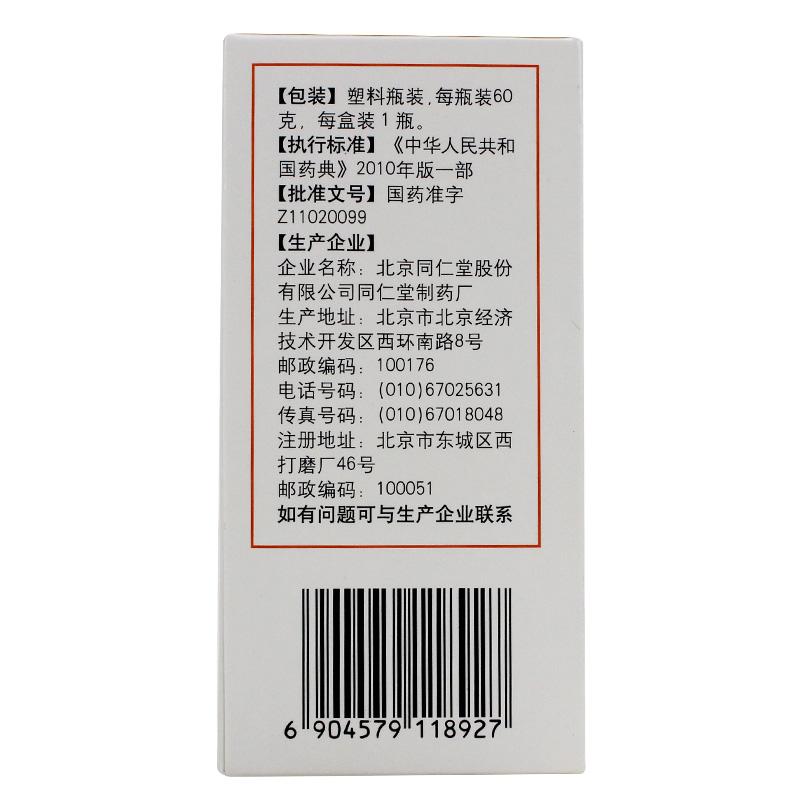 【包装】塑料瓶装,每瓶装60
克，每盒装1瓶。
【执行标准】《中华人民共和
国药典》2010年版一部
【批准文号】国药准字
Z11020099
【生产企业】
企业名称：北京同仁堂股份
有限公司同仁堂制药厂
生产地址：北京市北京经济
技术开发区西环南路8号
邮政编码：100176
电话号码：(010)67025631
传真号码：(010)67018048
注册地址：北京市东城区西
打磨厂46号
邮政编码：100051
如有问题可与生产企业联系
6 904579 118927